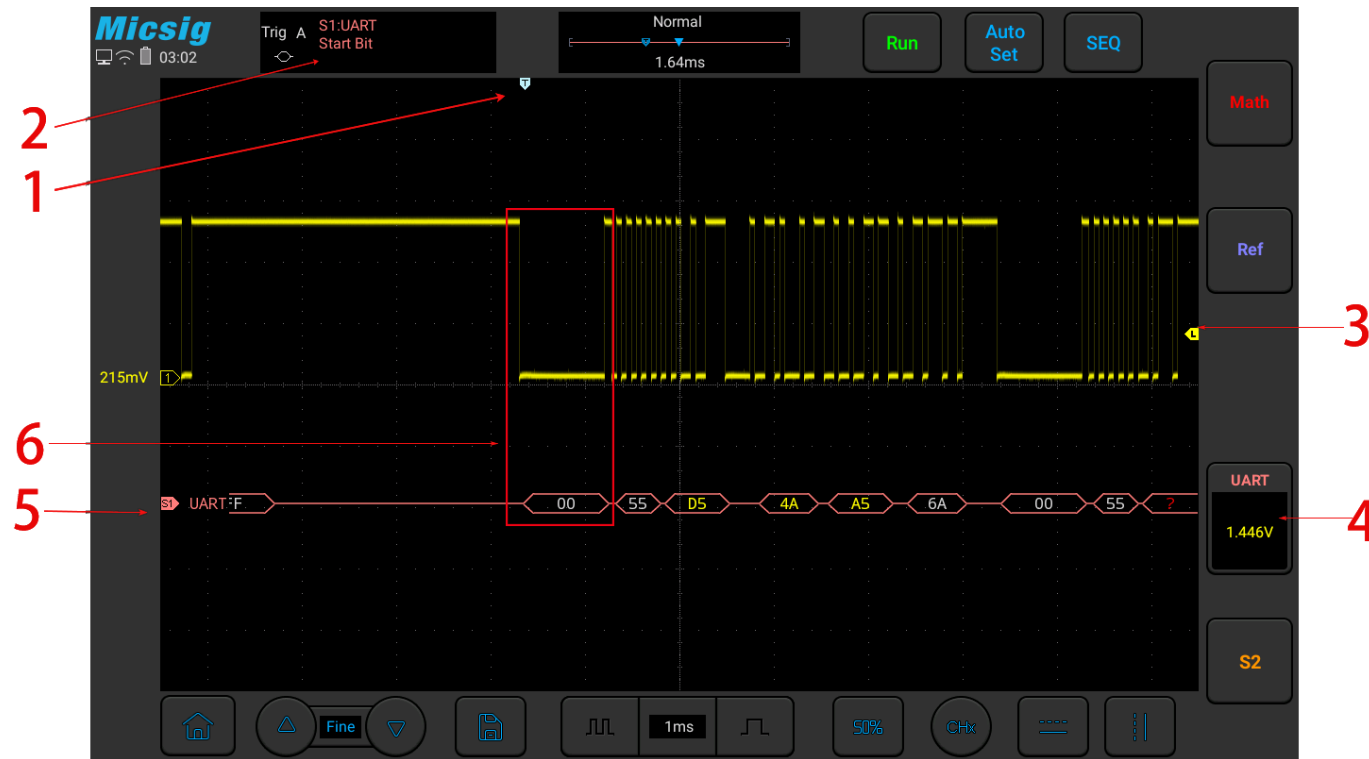 Micsig
03:02
Trig A S1:UART
Start Bit
Normal
1.64ms
Run
Auto
Set
SEQ
T
Math
2
1
Ref
3
L
215mV
1
6
5
S1 UART FF 00 55 D5 4A A5 6A 00 55 ?
UART
1.446V
4
S2
Fine
1ms
50%
CHx